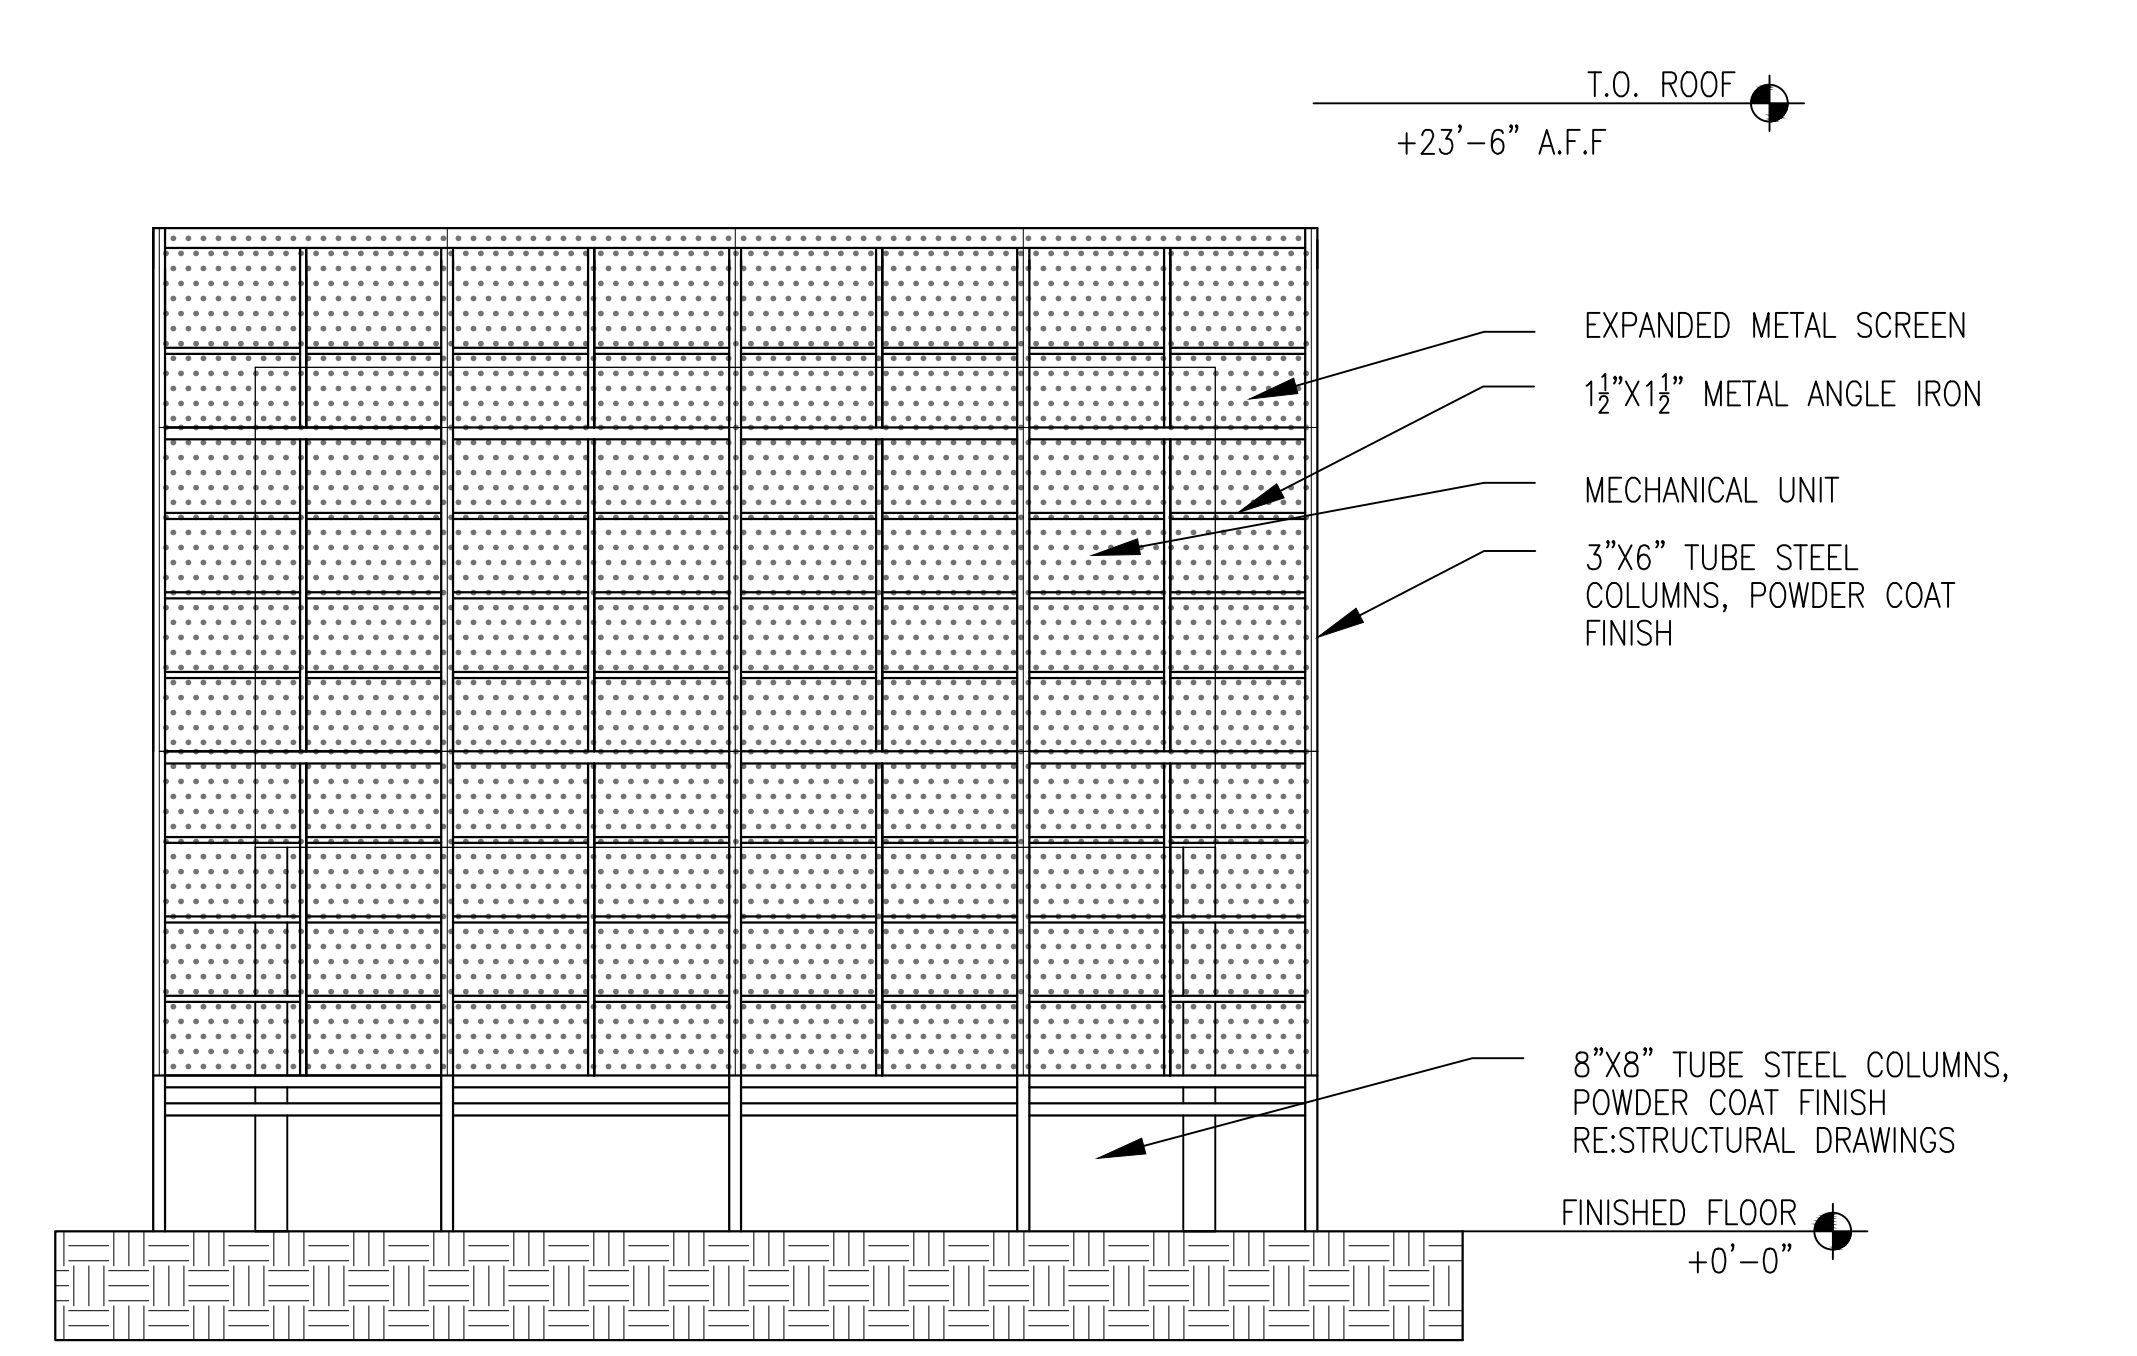 T.O. ROOF
+23'-6" A.F.F
EXPANDED METAL SCREEN
1½"X1½" METAL ANGLE IRON
MECHANICAL UNIT
3"X6" TUBE STEEL
COLUMNS, POWDER COAT
FINISH
8"X8" TUBE STEEL COLUMNS,
POWDER COAT FINISH
RE:STRUCTURAL DRAWINGS
FINISHED FLOOR
+0'-0"